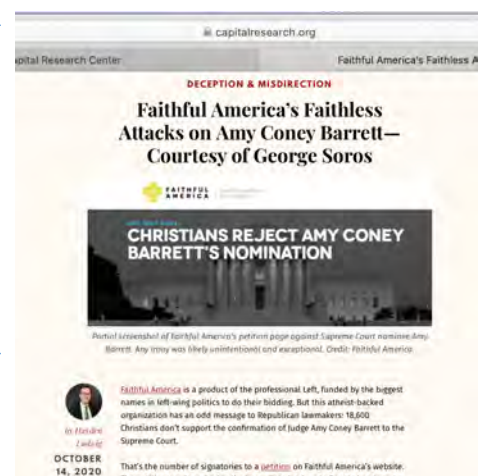 capitalresearch.org
apital Research Center
Faithful America's Faithless A
DECEPTION & MISDIRECTION
Faithful America's Faithless
Attacks on Amy Coney Barrett—
Courtesy of George Soros
FAITHFUL
AMERICA
CHRISTIANS REJECT AMY CONEY
BARRETT'S NOMINATION
Partial screenshot of Faithful America's petition page against Supreme Court nominee Amy
Barrett. Any irony was likely unintentional and exceptional. Credit: Faithful America.
by Hayden
Ludwig
OCTOBER
14, 2020
Faithful America is a product of the professional Left, funded by the biggest
names in left-wing politics to do their bidding. But this atheist-backed
organization has an odd message to Republican lawmakers: 18,600
Christians don't support the confirmation of Judge Amy Coney Barrett to the
Supreme Court.
That's the number of signatories to a petition on Faithful America's website.